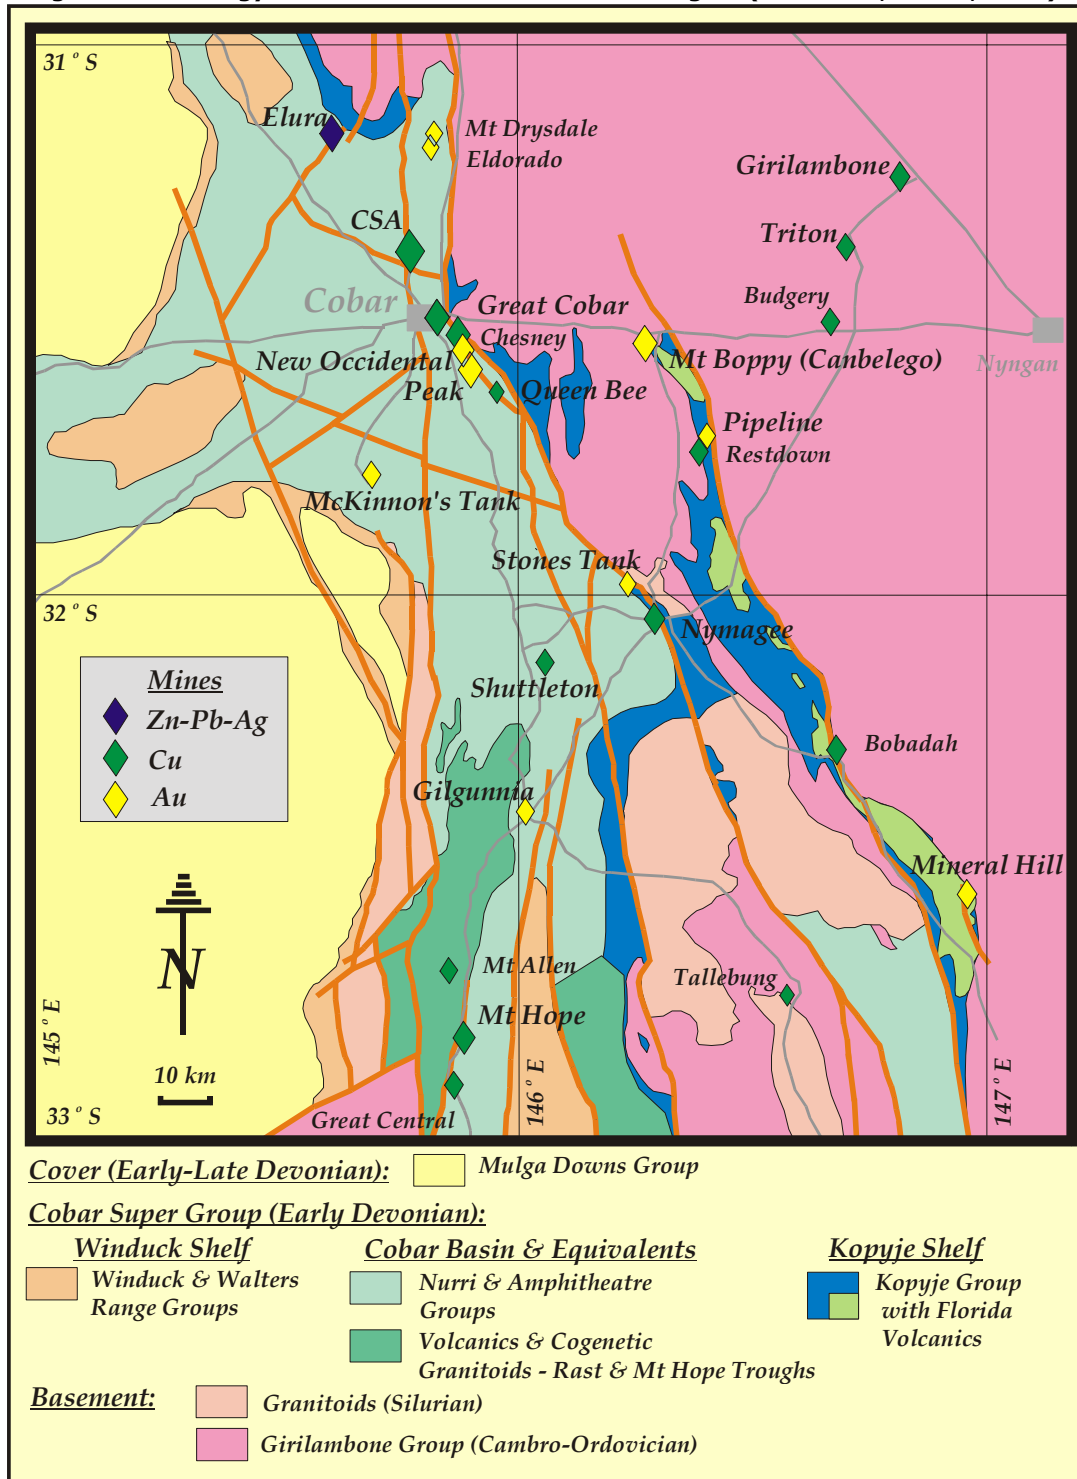 31 ° S
Elura
Mt Drysdale
Eldorado
Girilambone
CSA
Triton
Cobar
Great Cobar
Budgery
Chesney
New Occidental
Mt Boppy (Canbelego)
Nyngan
Peak
Queen Bee
Pipeline
Restdown
McKinnon's Tank
Stones Tank
32 ° S
Nymagee
Mines
Zn-Pb-Ag
Cu
Au
Shuttleton
Bobadah
Gilgunnia
Mineral Hill
N
Mt Allen
Tallebung
Mt Hope
145 ° E
10 km
146 ° E
147 ° E
33 ° S
Great Central
Cover (Early-Late Devonian):
Mulga Downs Group
Cobar Super Group (Early Devonian):
Winduck Shelf
Cobar Basin & Equivalents
Kopyje Shelf
Winduck & Walters
Range Groups
Nurri & Amphitheatre
Groups
Kopyje Group
with Florida
Volcanics
Volcanics & Cogenetic
Granitoids - Rast & Mt Hope Troughs
Basement:
Granitoids (Silurian)
Girilambone Group (Cambro-Ordovician)